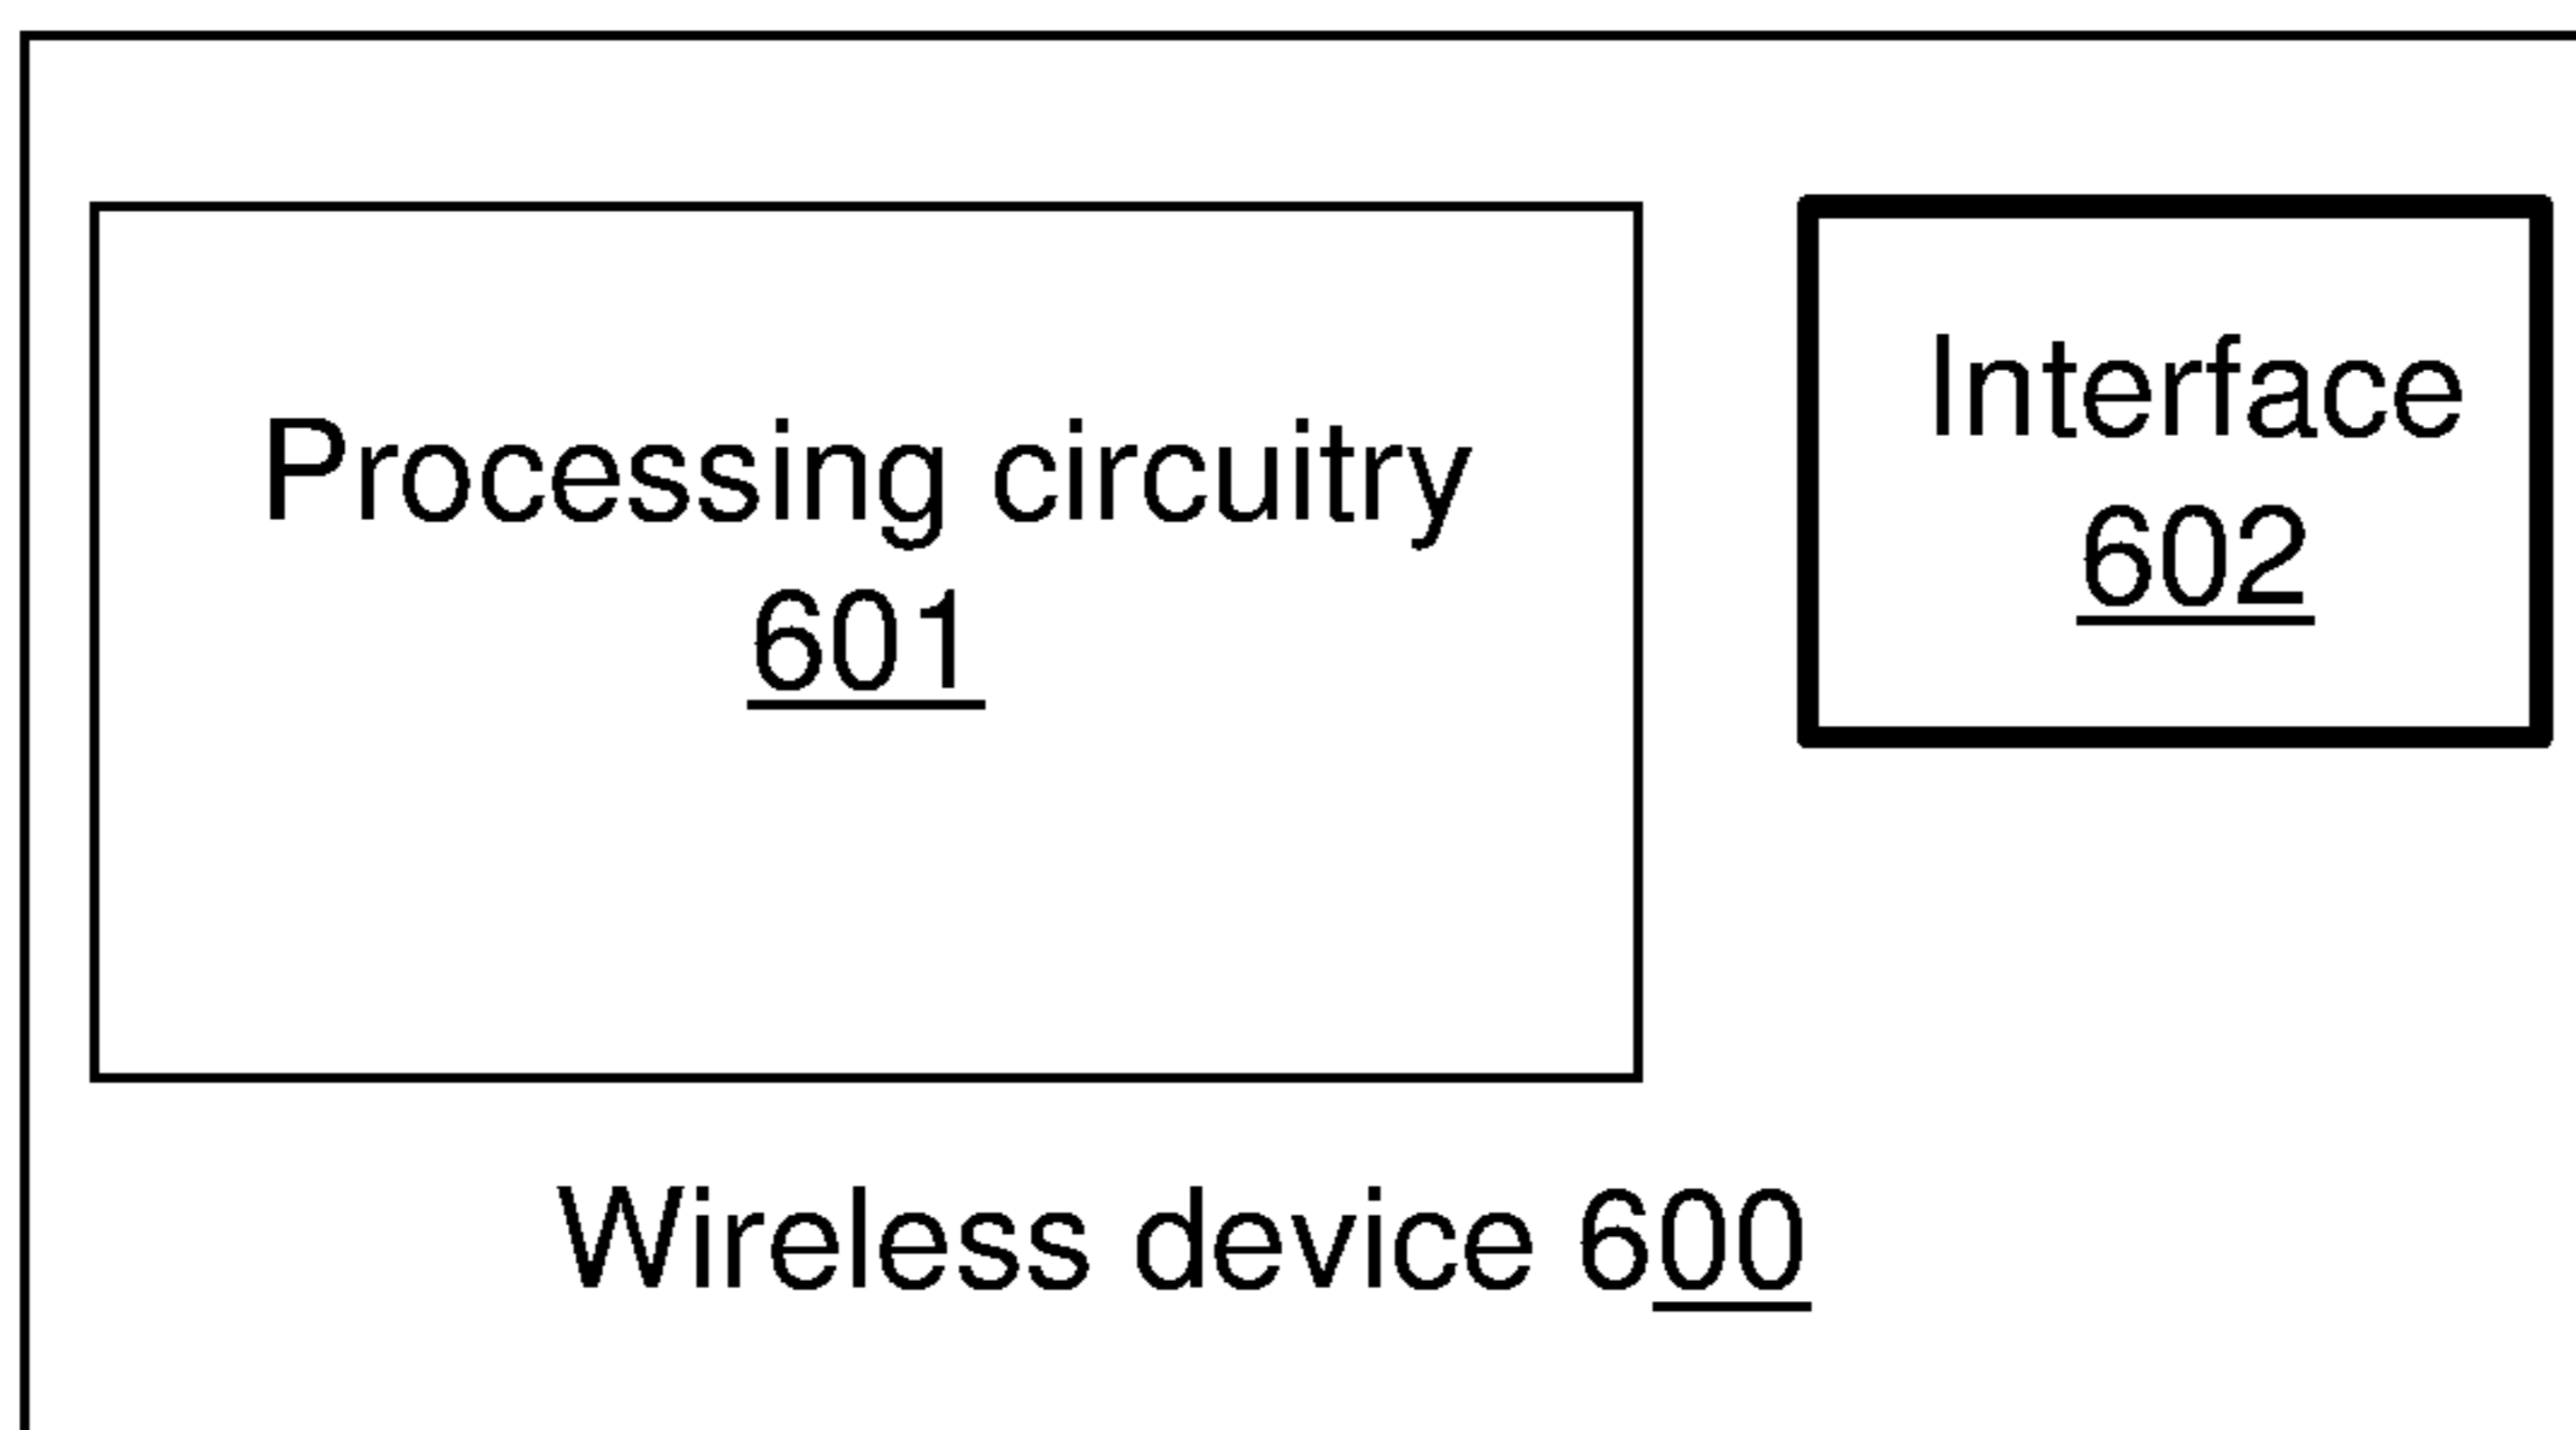 Processing circuitry
601
Interface
602
Wireless device 600